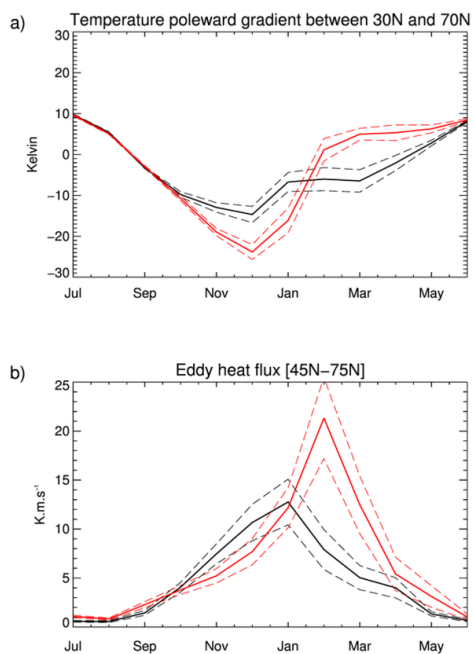 a) Temperature poleward gradient between 30N and 70N
30
20
10
0
−10
−20
−30
Kelvin
Jul Sep Nov Jan Mar May
b) Eddy heat flux [45N−75N]
25
20
15
10
5
0
K.m.s⁻¹
Jul Sep Nov Jan Mar May